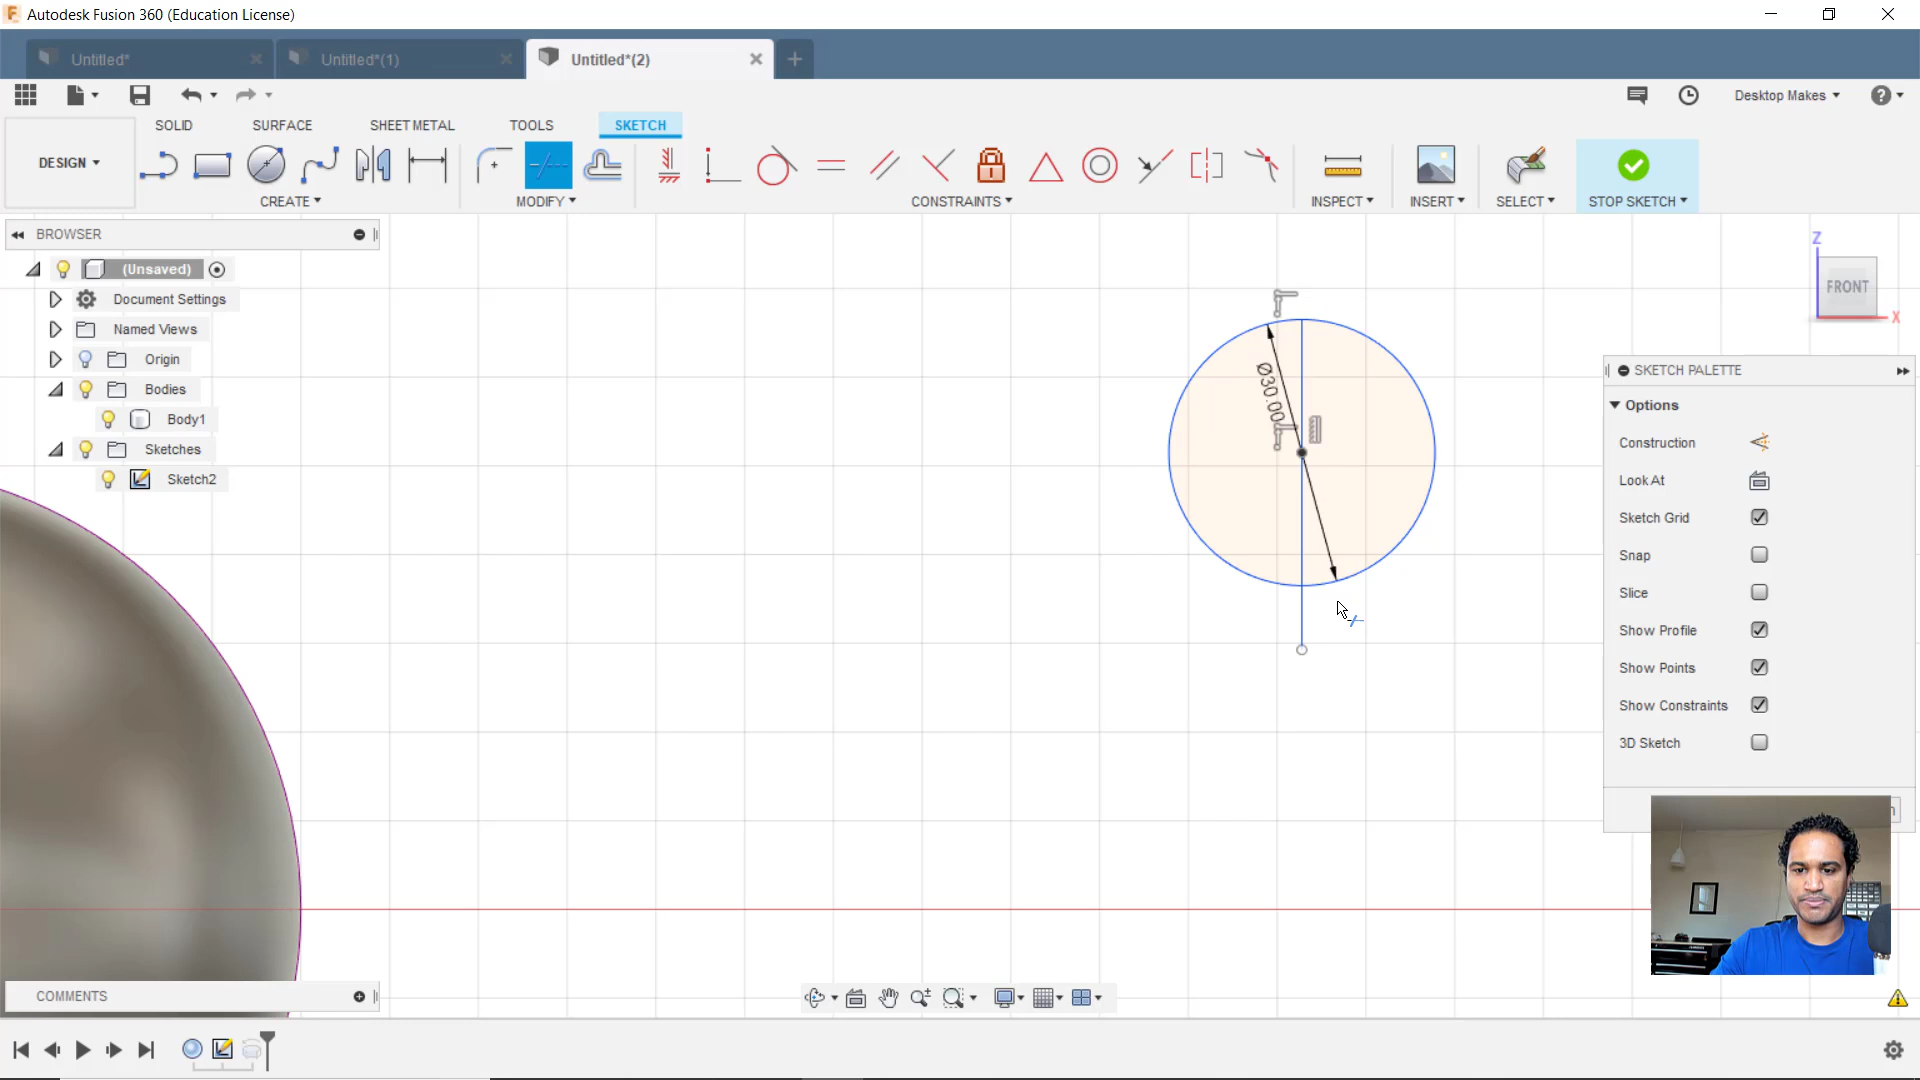 Autodesk Fusion 360 (Education License)
Untitled*
Untitled*(1)
Untitled*(2)
Desktop Makes
SOLID
SURFACE
SHEET METAL
TOOLS
SKETCH
DESIGN
CREATE
MODIFY
CONSTRAINTS
INSPECT
INSERT
SELECT
STOP SKETCH
BROWSER
(Unsaved)
Document Settings
Named Views
Origin
Bodies
Body1
Sketches
Sketch2
Ø30.00
Z
FRONT
X
SKETCH PALETTE
Options
Construction
Look At
Sketch Grid
Snap
Slice
Show Profile
Show Points
Show Constraints
3D Sketch
COMMENTS